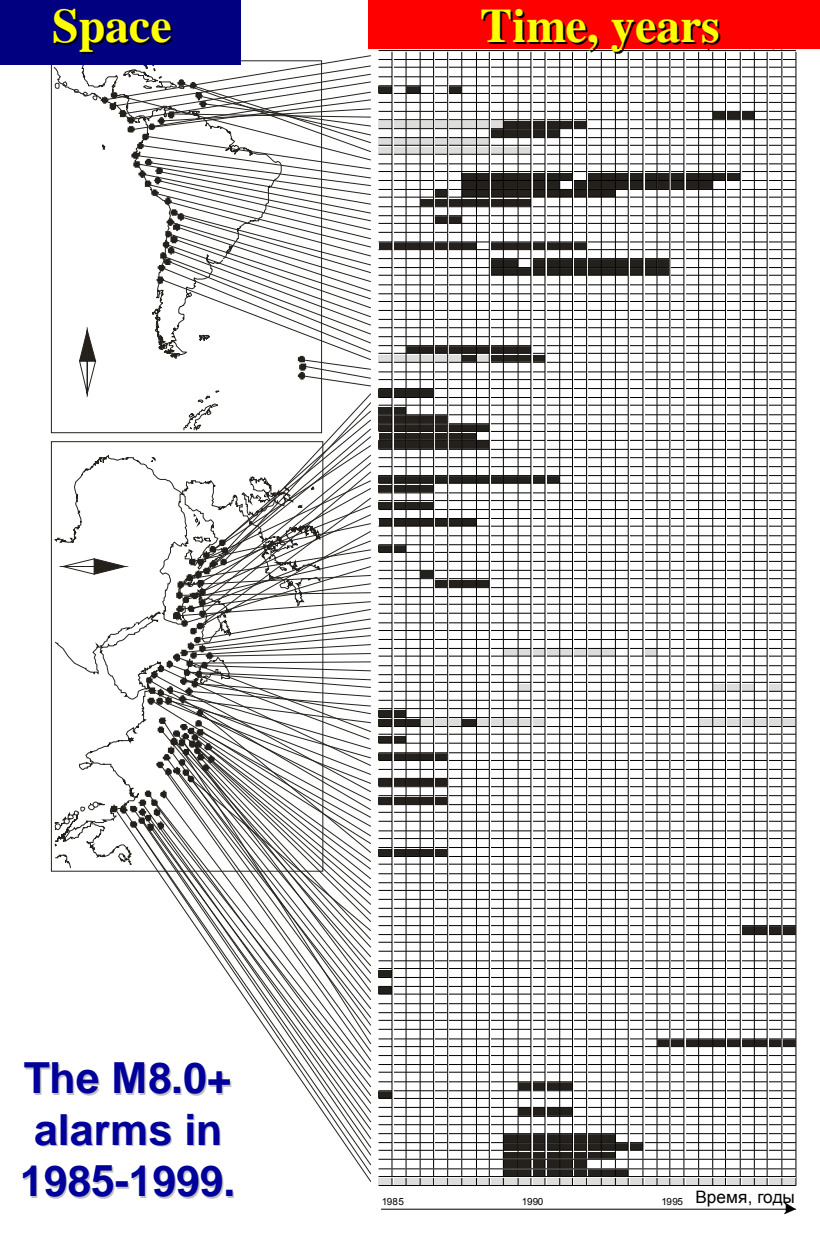 Space
Time, years
The M8.0+
alarms in
1985-1999.
1985
1990
1995
Время, годы